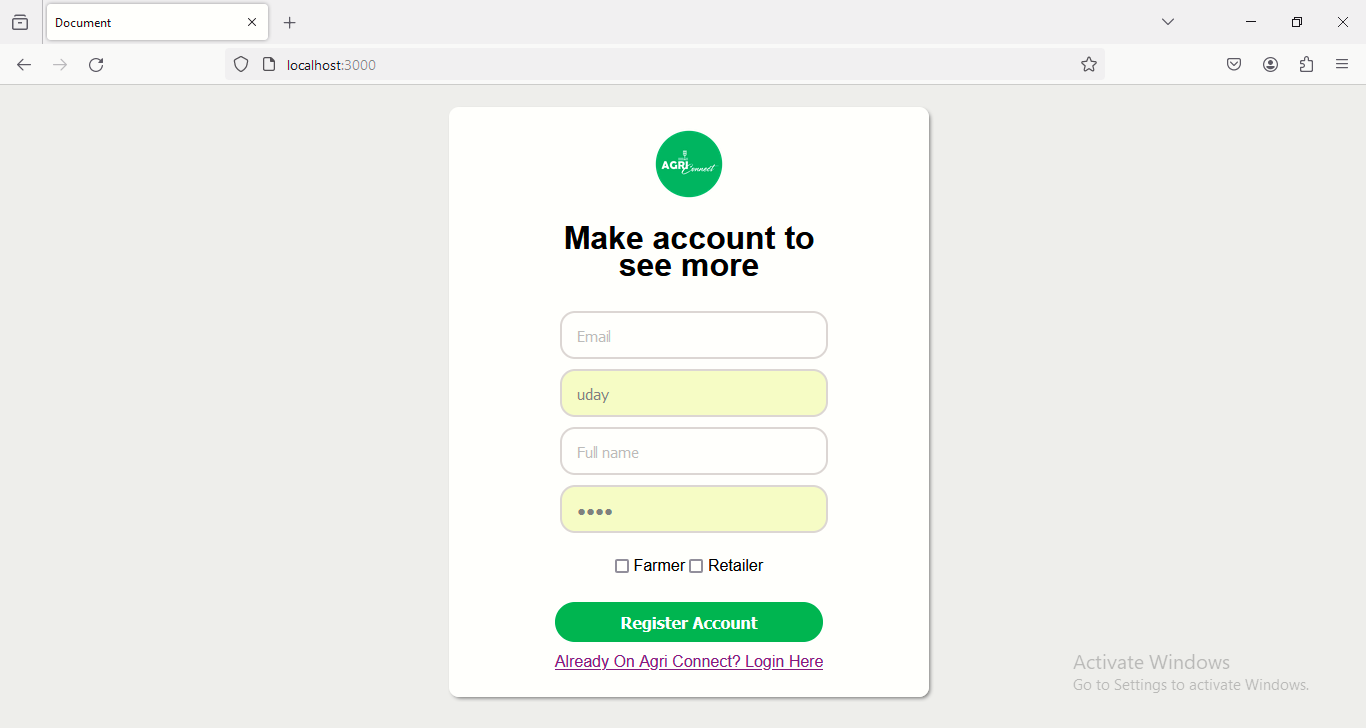 Document
localhost:3000
AGRI Connect
Make account to
see more
Email
uday
Full name
••••
Farmer Retailer
Register Account
Already On Agri Connect? Login Here
Activate Windows
Go to Settings to activate Windows.